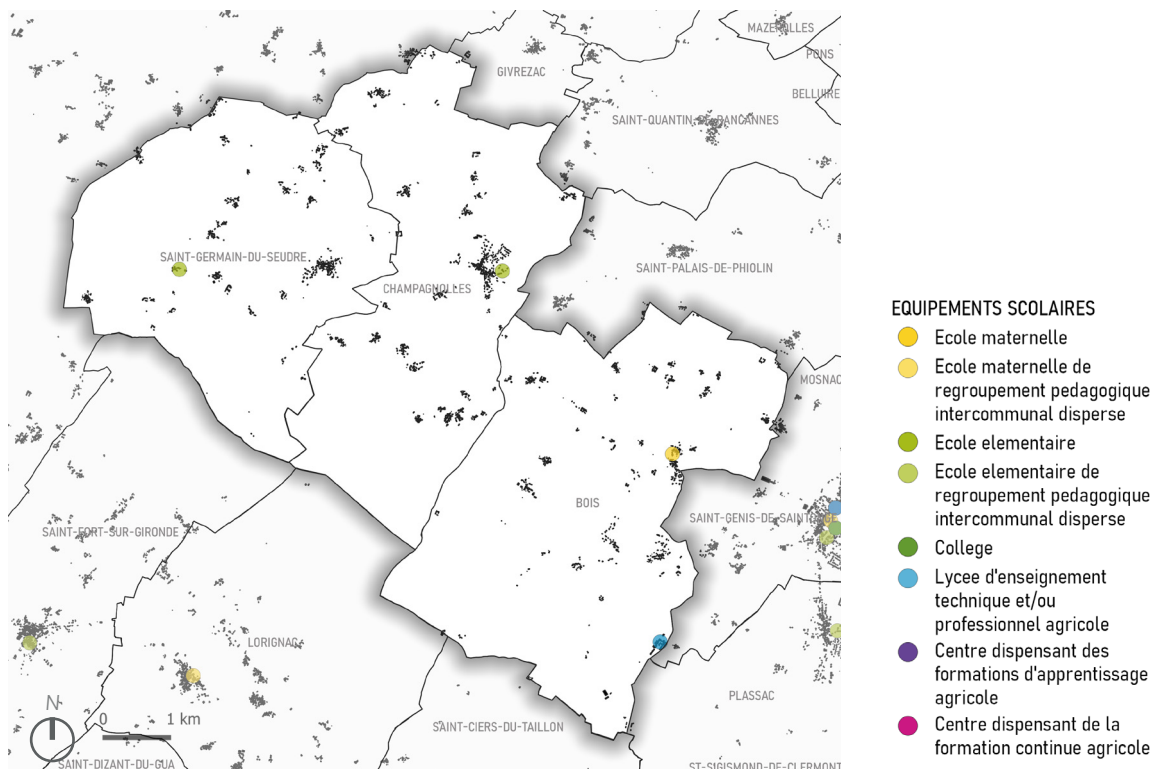 MAZEROLLES
PONS
GIVREZAC
BELLUIRE
SAINT-QUANTIN-DE-RANCANNES
SAINT-GERMAIN-DU-SEUDRE
SAINT-PALAIS-DE-PHIOLIN
CHAMPAGNOLLES
MOSNAC
BOIS
SAINT-GENIS-DE-SAINTONGE
SAINT-FORT-SUR-GIRONDE
LORIGNAC
PLASSAC
SAINT-CIERS-DU-TAILLON
SAINT-DIZANT-DU-GUA
ST-SIGISMOND-DE-CLERMONT
N
0 1 km
EQUIPEMENTS SCOLAIRES
Ecole maternelle
Ecole maternelle de
regroupement pedagogique
intercommunal disperse
Ecole elementaire
Ecole elementaire de
regroupement pedagogique
intercommunal disperse
College
Lycee d'enseignement
technique et/ou
professionnel agricole
Centre dispensant des
formations d'apprentissage
agricole
Centre dispensant de la
formation continue agricole